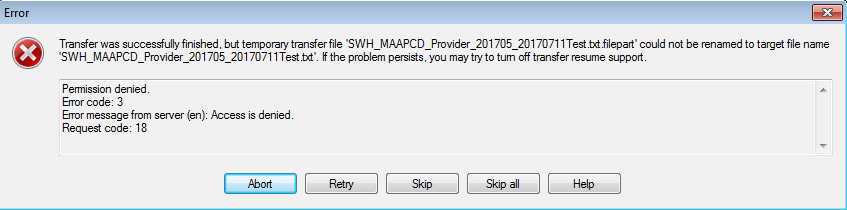 Error
Transfer was successfully finished, but temporary transfer file 'SWH_MAAPCD_Provider_201705_20170711Test.txt.filepart' could not be renamed to target file name
'SWH_MAAPCD_Provider_201705_20170711Test.txt'. If the problem persists, you may try to turn off transfer resume support.
Permission denied.
Error code: 3
Error message from server (en): Access is denied.
Request code: 18
Abort Retry Skip Skip all Help